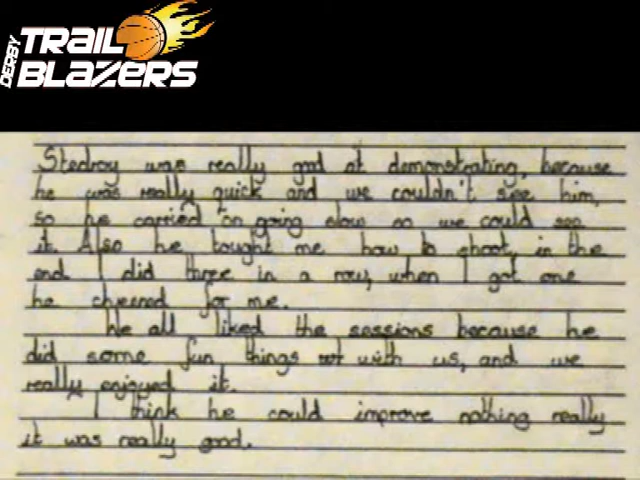 DERBY
TRAIL
BLAZERS
Stedroy was really good at demonstrating, because
he was really quick and we couldn't see him,
so he carried on going slow so we could see
it. Also he tought me how to shoot, in the
end I did three in a row, when I got one
he cheered for me.
We all liked the sessions because he
did some fun things with us, and we
really enjoyed it.
I think he could improve nothing really
it was really good.